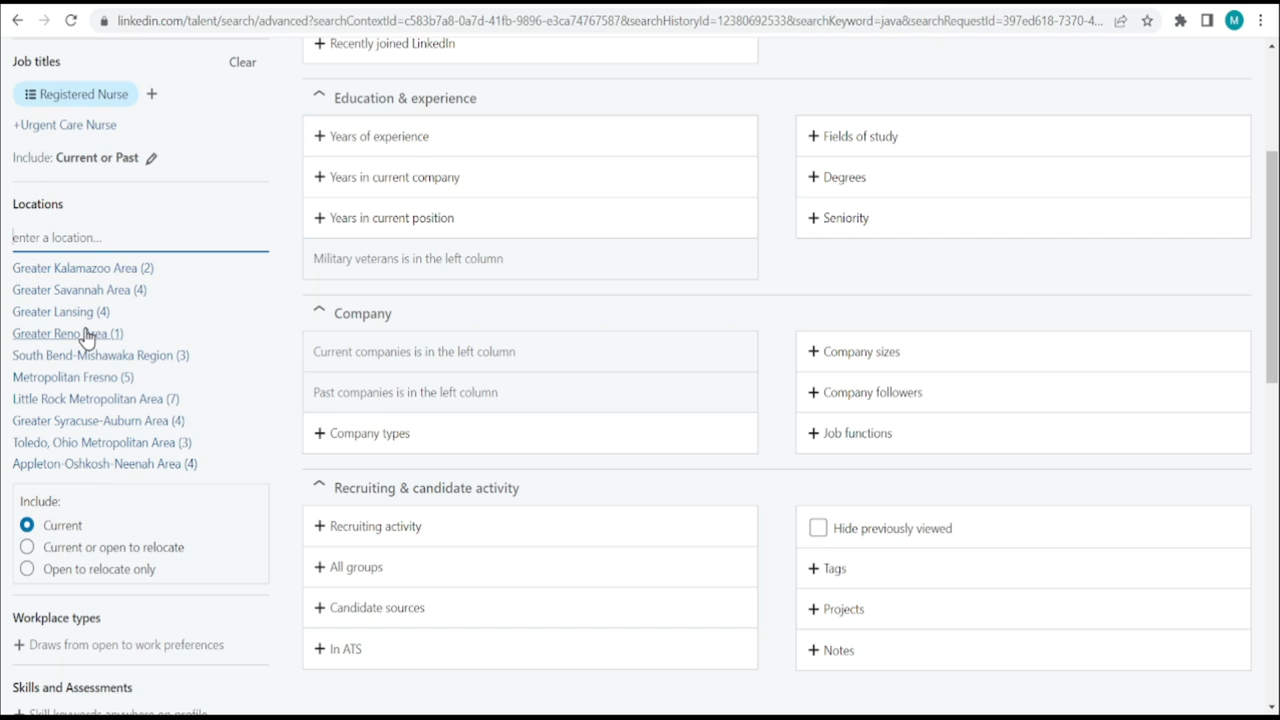 linkedin.com/talent/search/advanced?searchContextId=c583b7a8-0a7d-41fb-9896-e3ca74767587&searchHistoryId=12380692533&searchKeyword=java&searchRequestId=397ed618-7370-4...
M
Job titles
Clear
Registered Nurse
+Urgent Care Nurse
Include: Current or Past
Locations
enter a location...
Greater Kalamazoo Area (2)
Greater Savannah Area (4)
Greater Lansing (4)
Greater Reno Area (1)
South Bend-Mishawaka Region (3)
Metropolitan Fresno (5)
Little Rock Metropolitan Area (7)
Greater Syracuse-Auburn Area (4)
Toledo, Ohio Metropolitan Area (3)
Appleton-Oshkosh-Neenah Area (4)
Include:
Current
Current or open to relocate
Open to relocate only
Workplace types
+ Draws from open to work preferences
Skills and Assessments
+ Skill keywords anywhere on profile
+ Recently joined LinkedIn
Education & experience
+ Years of experience
+ Years in current company
+ Years in current position
Military veterans is in the left column
+ Fields of study
+ Degrees
+ Seniority
Company
Current companies is in the left column
Past companies is in the left column
+ Company types
+ Company sizes
+ Company followers
+ Job functions
Recruiting & candidate activity
+ Recruiting activity
+ All groups
+ Candidate sources
+ In ATS
Hide previously viewed
+ Tags
+ Projects
+ Notes